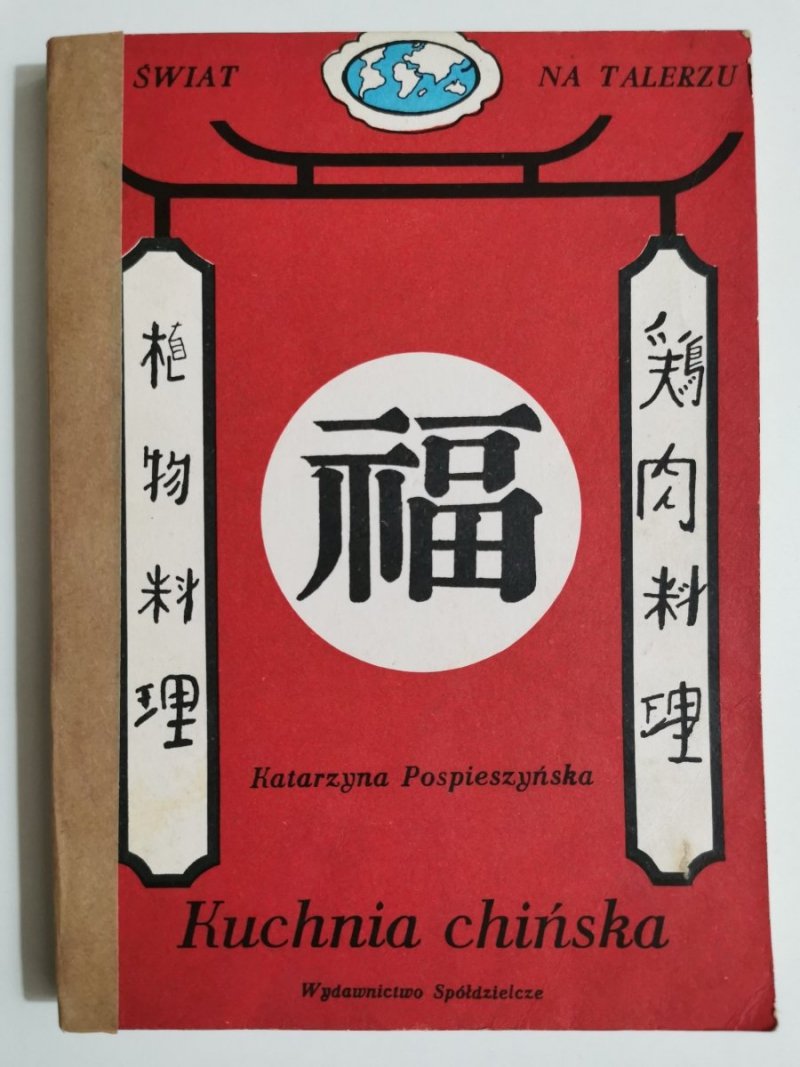 ŚWIAT NA TALERZU
植物料理
福
鶏肉料理
Katarzyna Pospieszyńska
Kuchnia chińska
Wydawnictwo Spółdzielcze